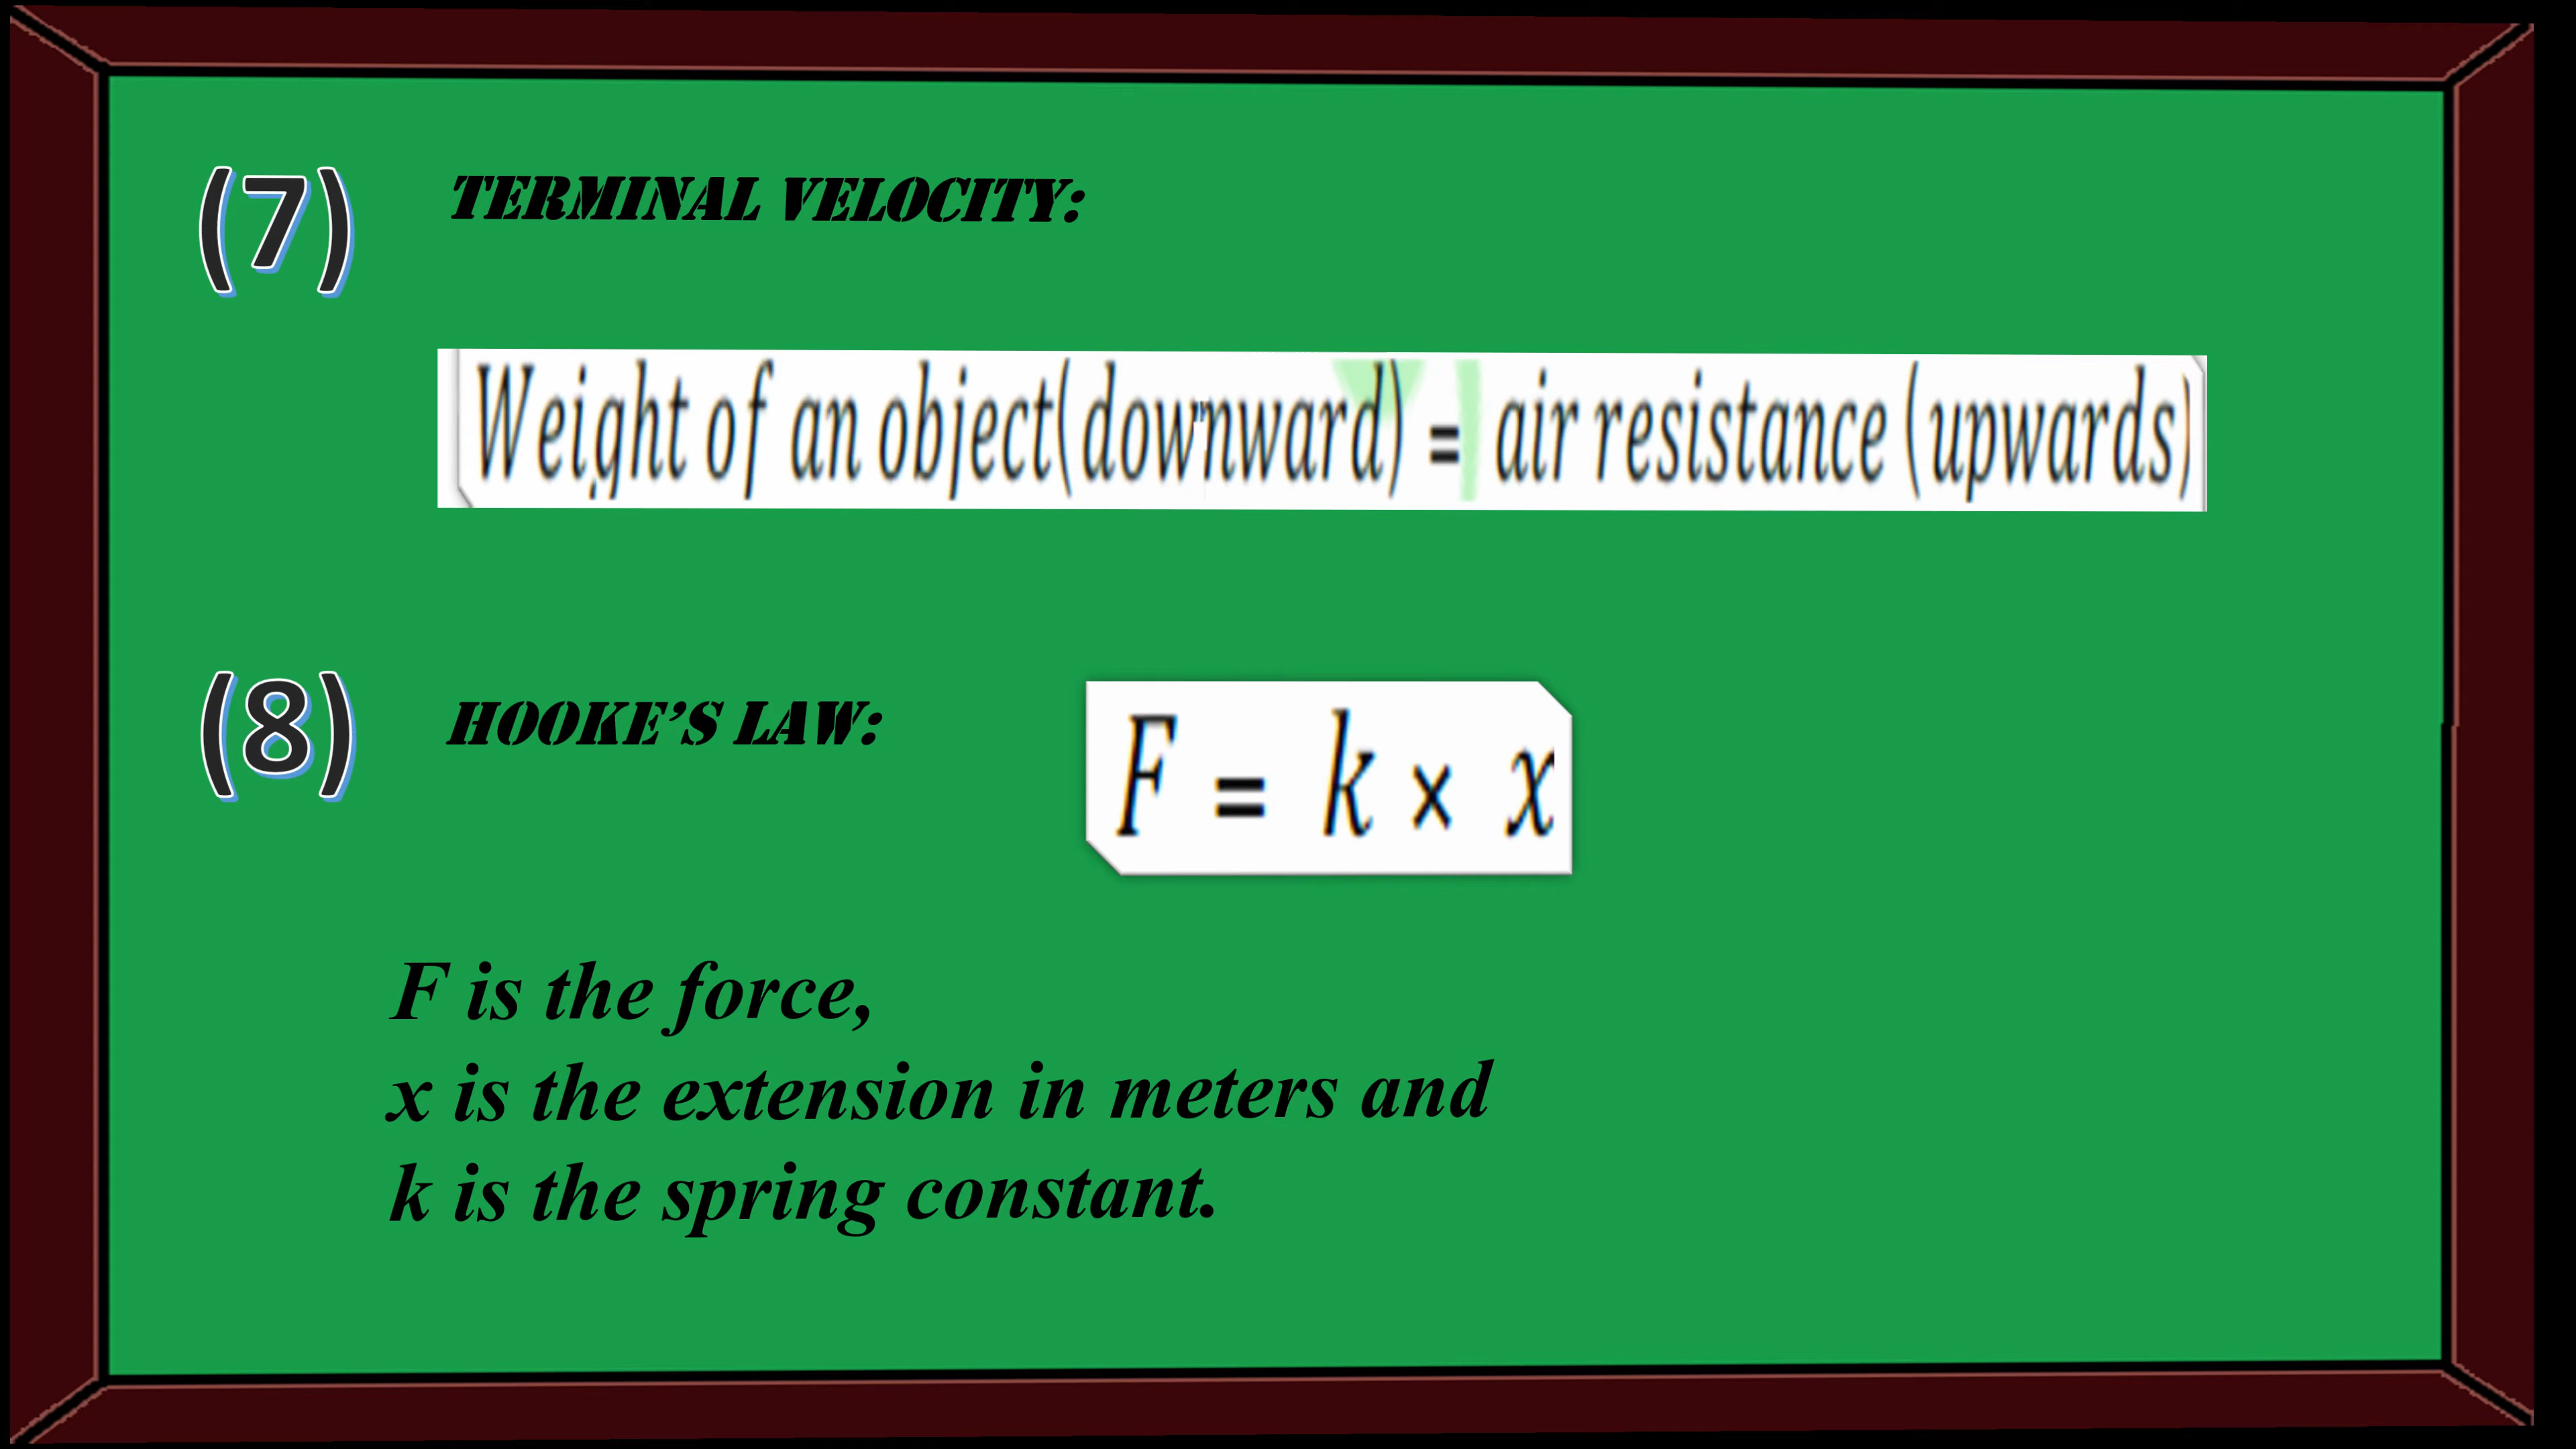 (7) TERMINAL VELOCITY:
Weight of an object(downward) = air resistance (upwards)
(8) HOOKE'S LAW:
F = k × x
F is the force,
x is the extension in meters and
k is the spring constant.